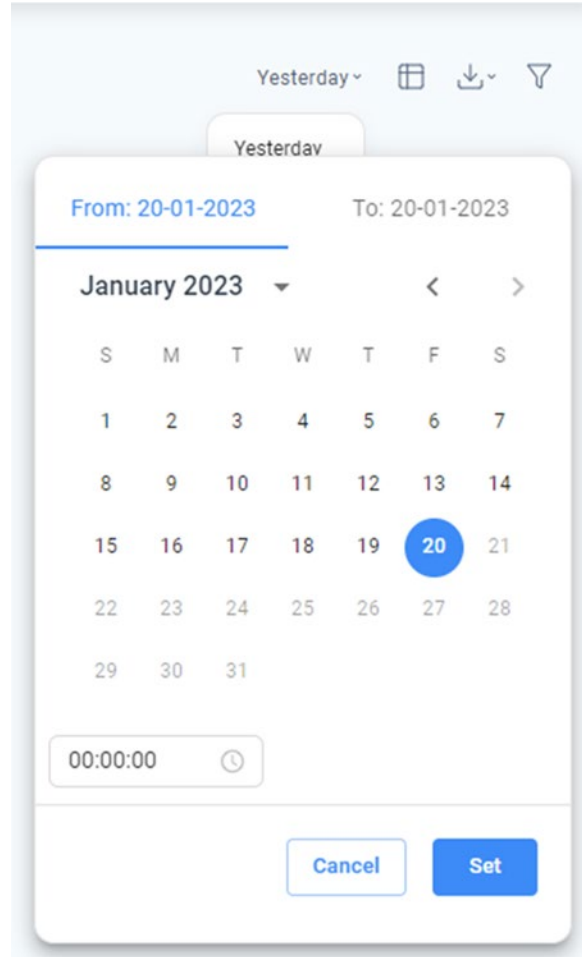 Yesterday
Yesterday
From: 20-01-2023 To: 20-01-2023
January 2023
S M T W T F S
1 2 3 4 5 6 7
8 9 10 11 12 13 14
15 16 17 18 19 20 21
22 23 24 25 26 27 28
29 30 31
00:00:00
Cancel Set